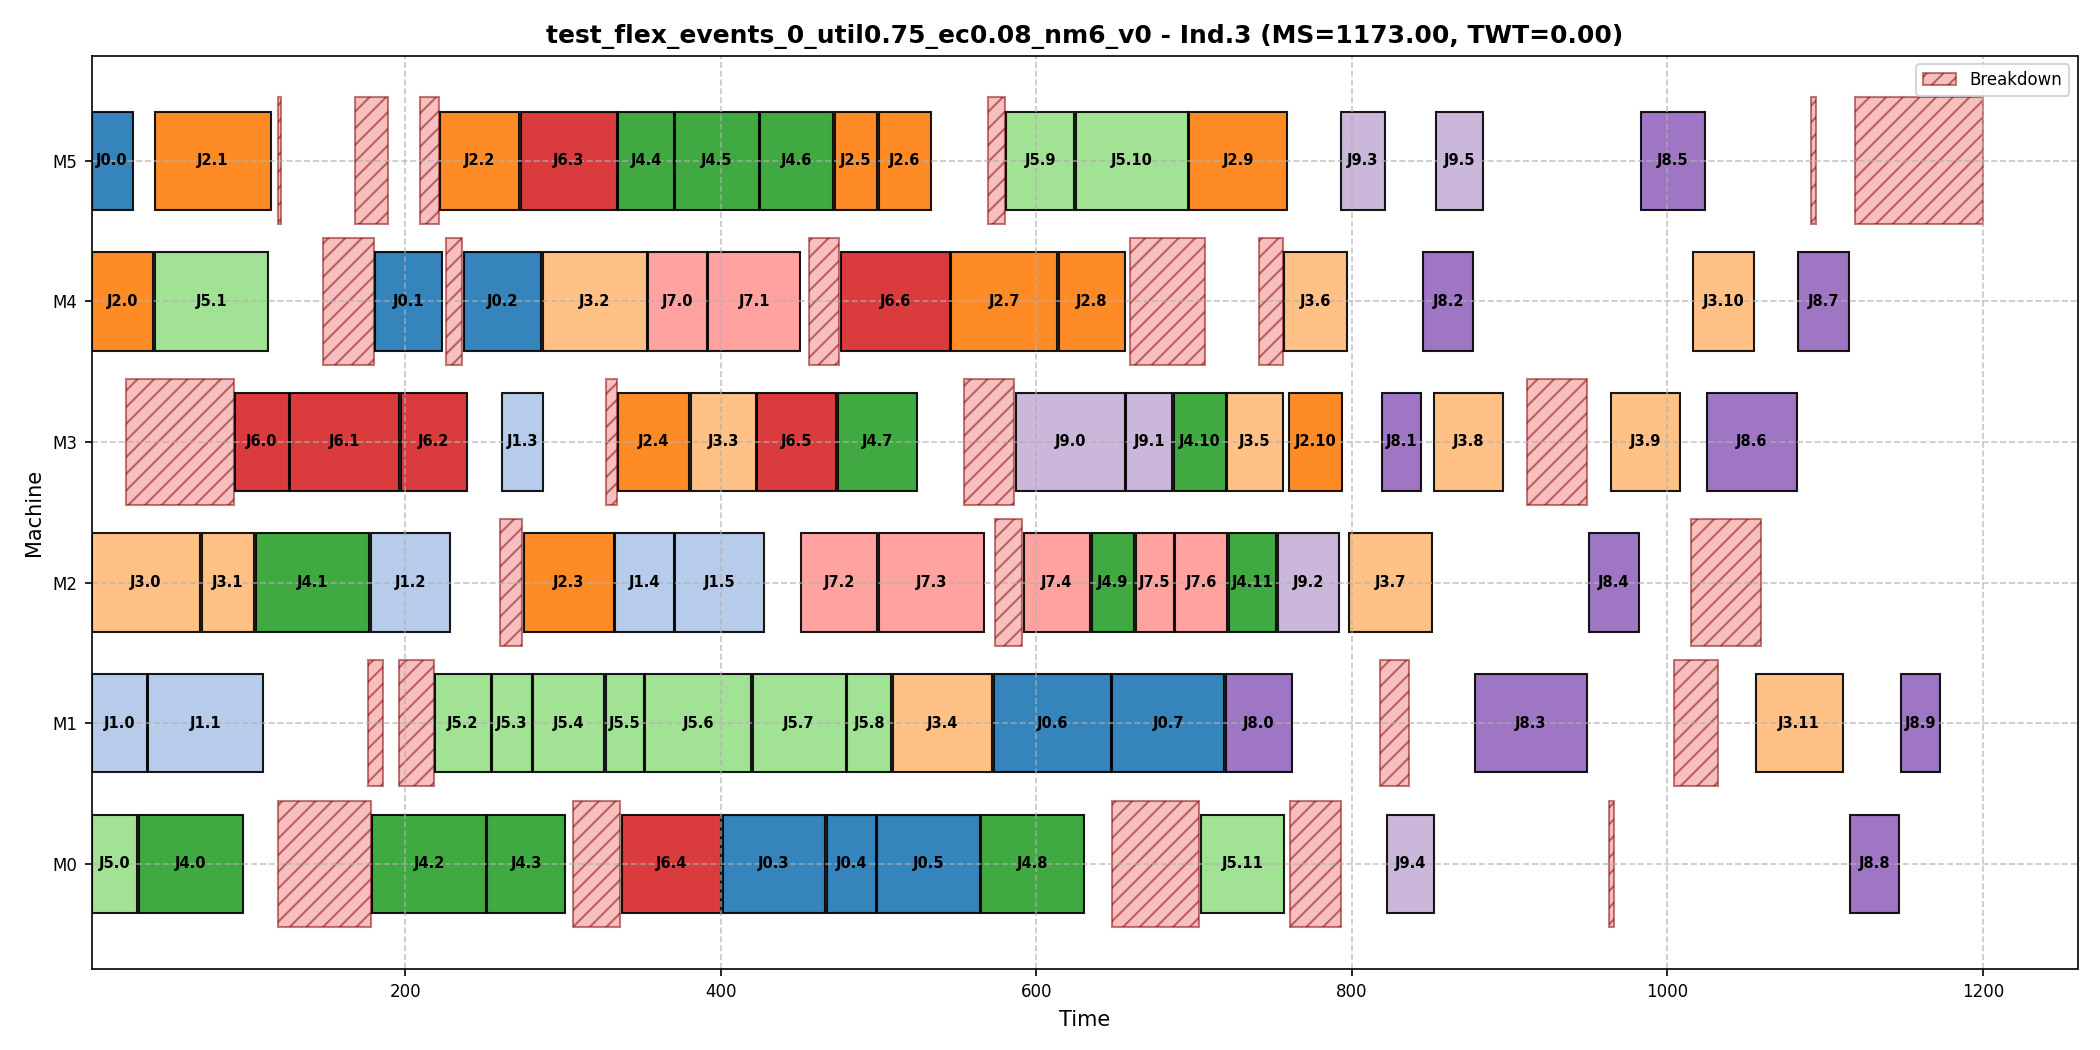 test_flex_events_0_util0.75_ec0.08_nm6_v0 - Ind.3 (MS=1173.00, TWT=0.00)
Breakdown
M5 J0.0 J2.1 J2.2 J6.3 J4.4 J4.5 J4.6 J2.5 J2.6 J5.9 J5.10 J2.9 J9.3 J9.5 J8.5
M4 J2.0 J5.1 J0.1 J0.2 J3.2 J7.0 J7.1 J6.6 J2.7 J2.8 J3.6 J8.2 J3.10 J8.7
M3 J6.0 J6.1 J6.2 J1.3 J2.4 J3.3 J6.5 J4.7 J9.0 J9.1 J4.10 J3.5 J2.10 J8.1 J3.8 J3.9 J8.6
Machine
M2 J3.0 J3.1 J4.1 J1.2 J2.3 J1.4 J1.5 J7.2 J7.3 J7.4 J4.9 J7.5 J7.6 J4.11 J9.2 J3.7 J8.4
M1 J1.0 J1.1 J5.2 J5.3 J5.4 J5.5 J5.6 J5.7 J5.8 J3.4 J0.6 J0.7 J8.0 J8.3 J3.11 J8.9
M0 J5.0 J4.0 J4.2 J4.3 J6.4 J0.3 J0.4 J0.5 J4.8 J5.11 J9.4 J8.8
200 400 600 800 1000 1200
Time